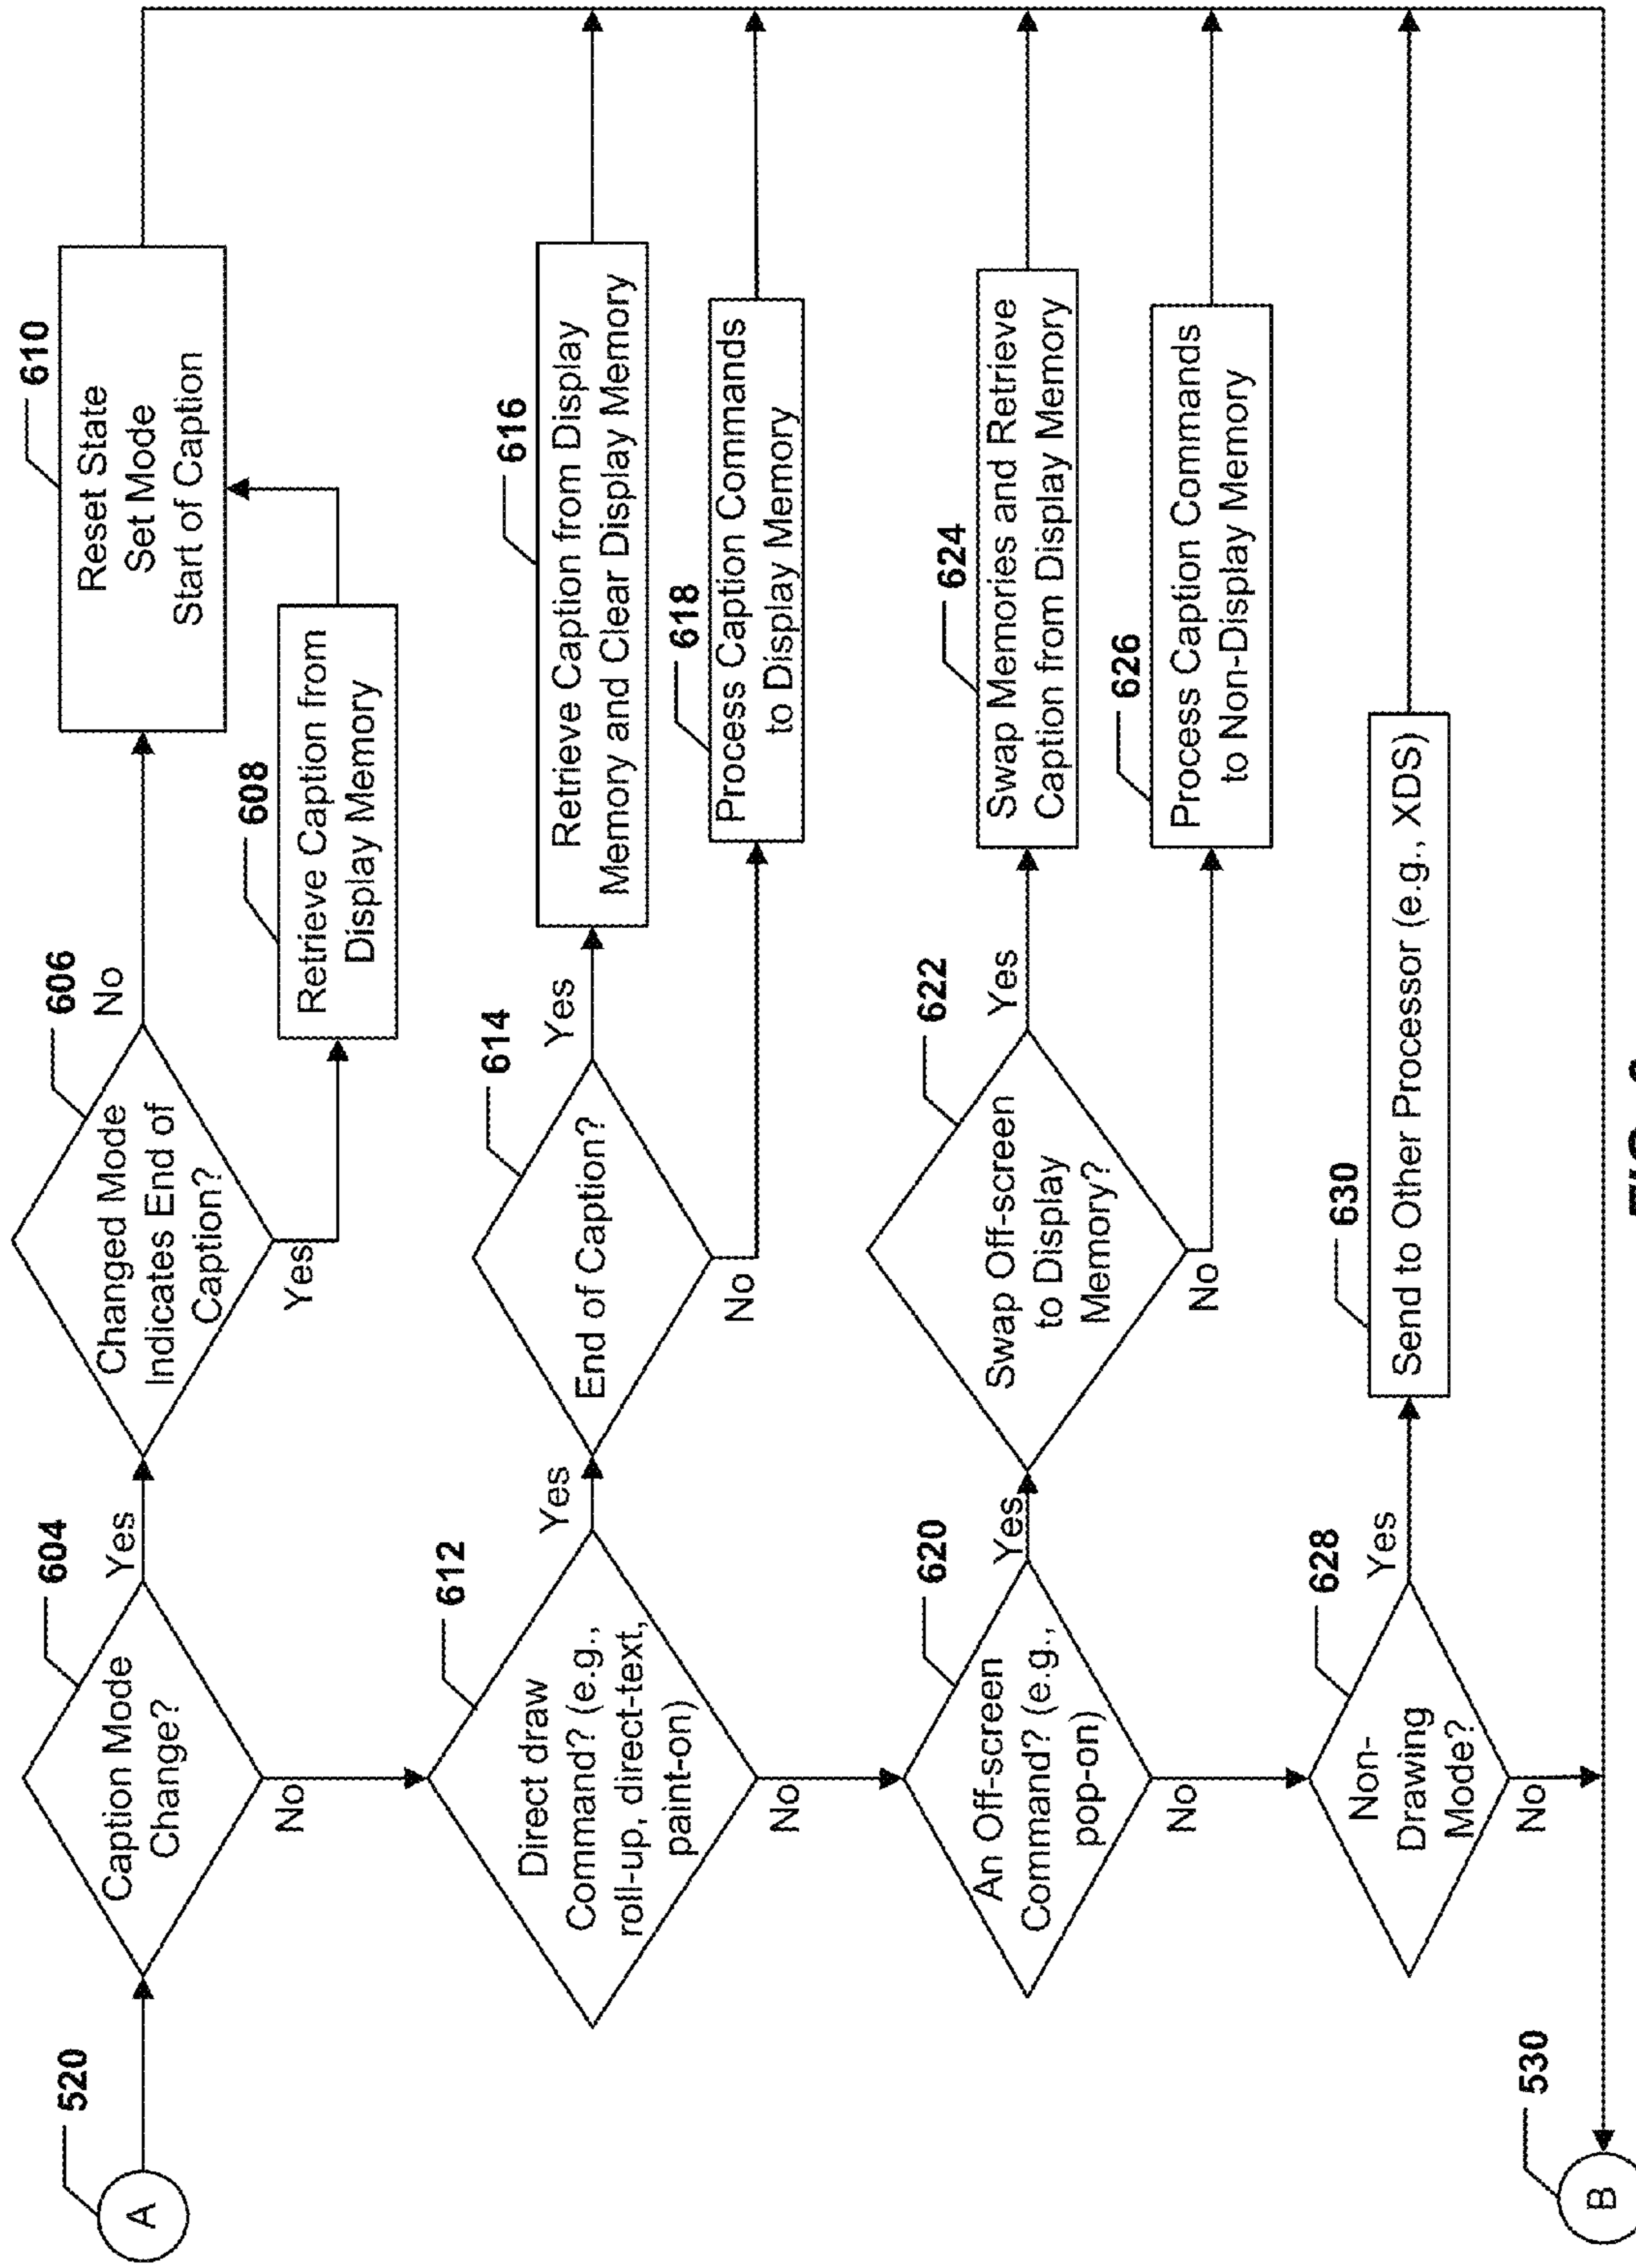 520
A
604
Caption Mode
Change?
Yes
No
606
Changed Mode
Indicates End of
Caption?
No
Yes
608
Retrieve Caption from
Display Memory
610
Reset State
Set Mode
Start of Caption
612
Direct draw
Command? (e.g.,
roll-up, direct-text,
paint-on)
Yes
No
614
End of Caption?
Yes
No
616
Retrieve Caption from Display
Memory and Clear Display Memory
618
Process Caption Commands
to Display Memory
620
An Off-screen
Command? (e.g.,
pop-on)
Yes
No
622
Swap Off-screen
to Display
Memory?
Yes
No
624
Swap Memories and Retrieve
Caption from Display Memory
626
Process Caption Commands
to Non-Display Memory
628
Non-
Drawing
Mode?
Yes
No
630
Send to Other Processor (e.g., XDS)
530
B